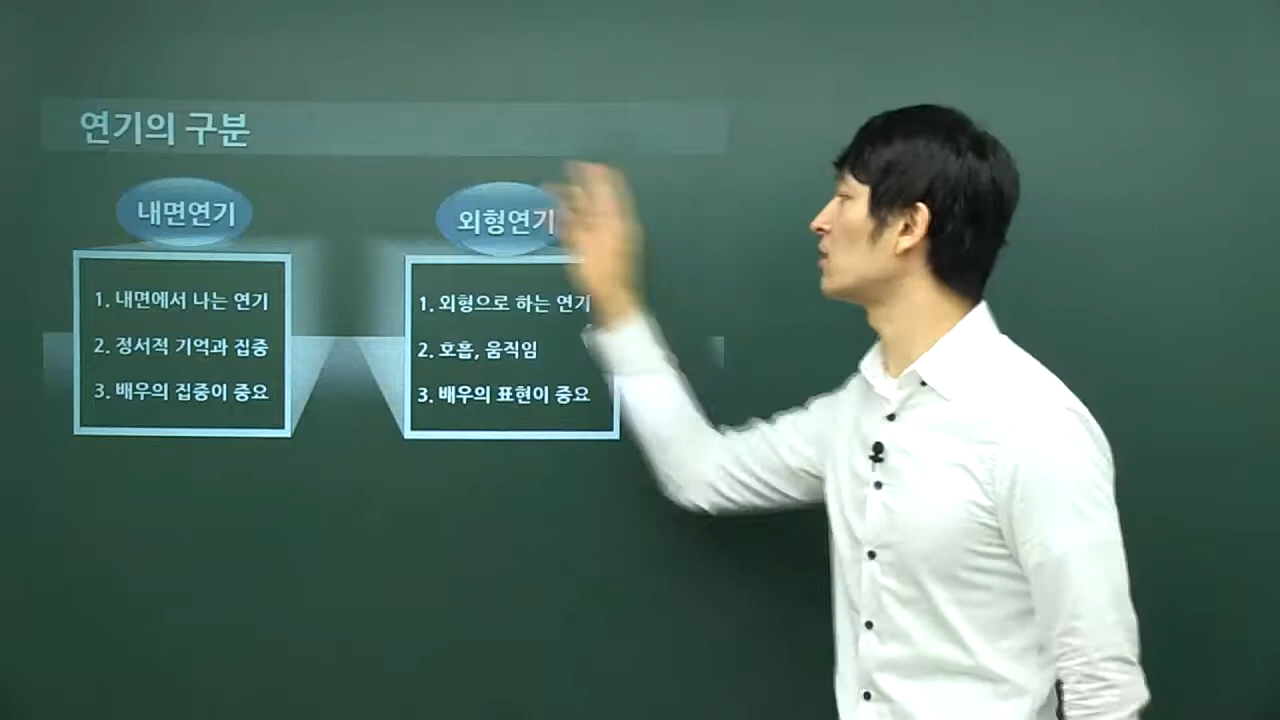 연기의 구분
내면연기
1. 내면에서 나는 연기
2. 정서적 기억과 집중
3. 배우의 집중이 중요
외형연기
1. 외형으로 하는 연기
2. 호흡, 움직임
3. 배우의 표현이 중요